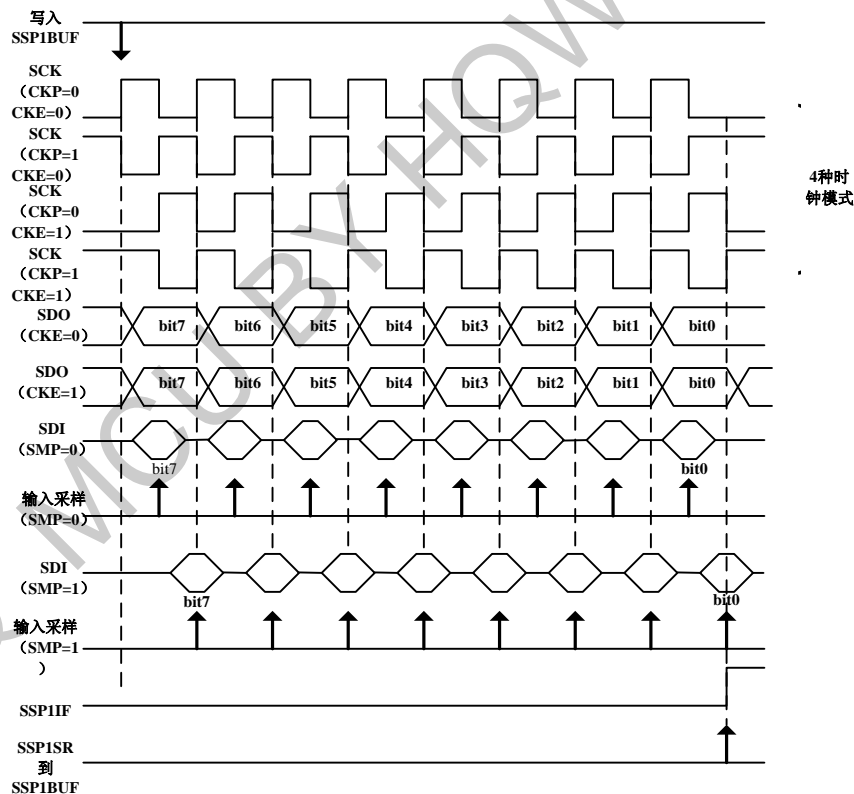 写入
SSP1BUF
SCK
（CKP=0
CKE=0）
SCK
（CKP=1
CKE=0）
SCK
（CKP=0
CKE=1）
SCK
（CKP=1
CKE=1）
4种时
钟模式
SDO
（CKE=0）
bit7 bit6 bit5 bit4 bit3 bit2 bit1 bit0
SDO
（CKE=1）
bit7 bit6 bit5 bit4 bit3 bit2 bit1 bit0
SDI
（SMP=0）
bit7 bit0
输入采样
（SMP=0）
SDI
（SMP=1）
bit7 bit0
输入采样
（SMP=1
）
SSP1IF
SSP1SR
到
SSP1BUF
MCU BY HQW